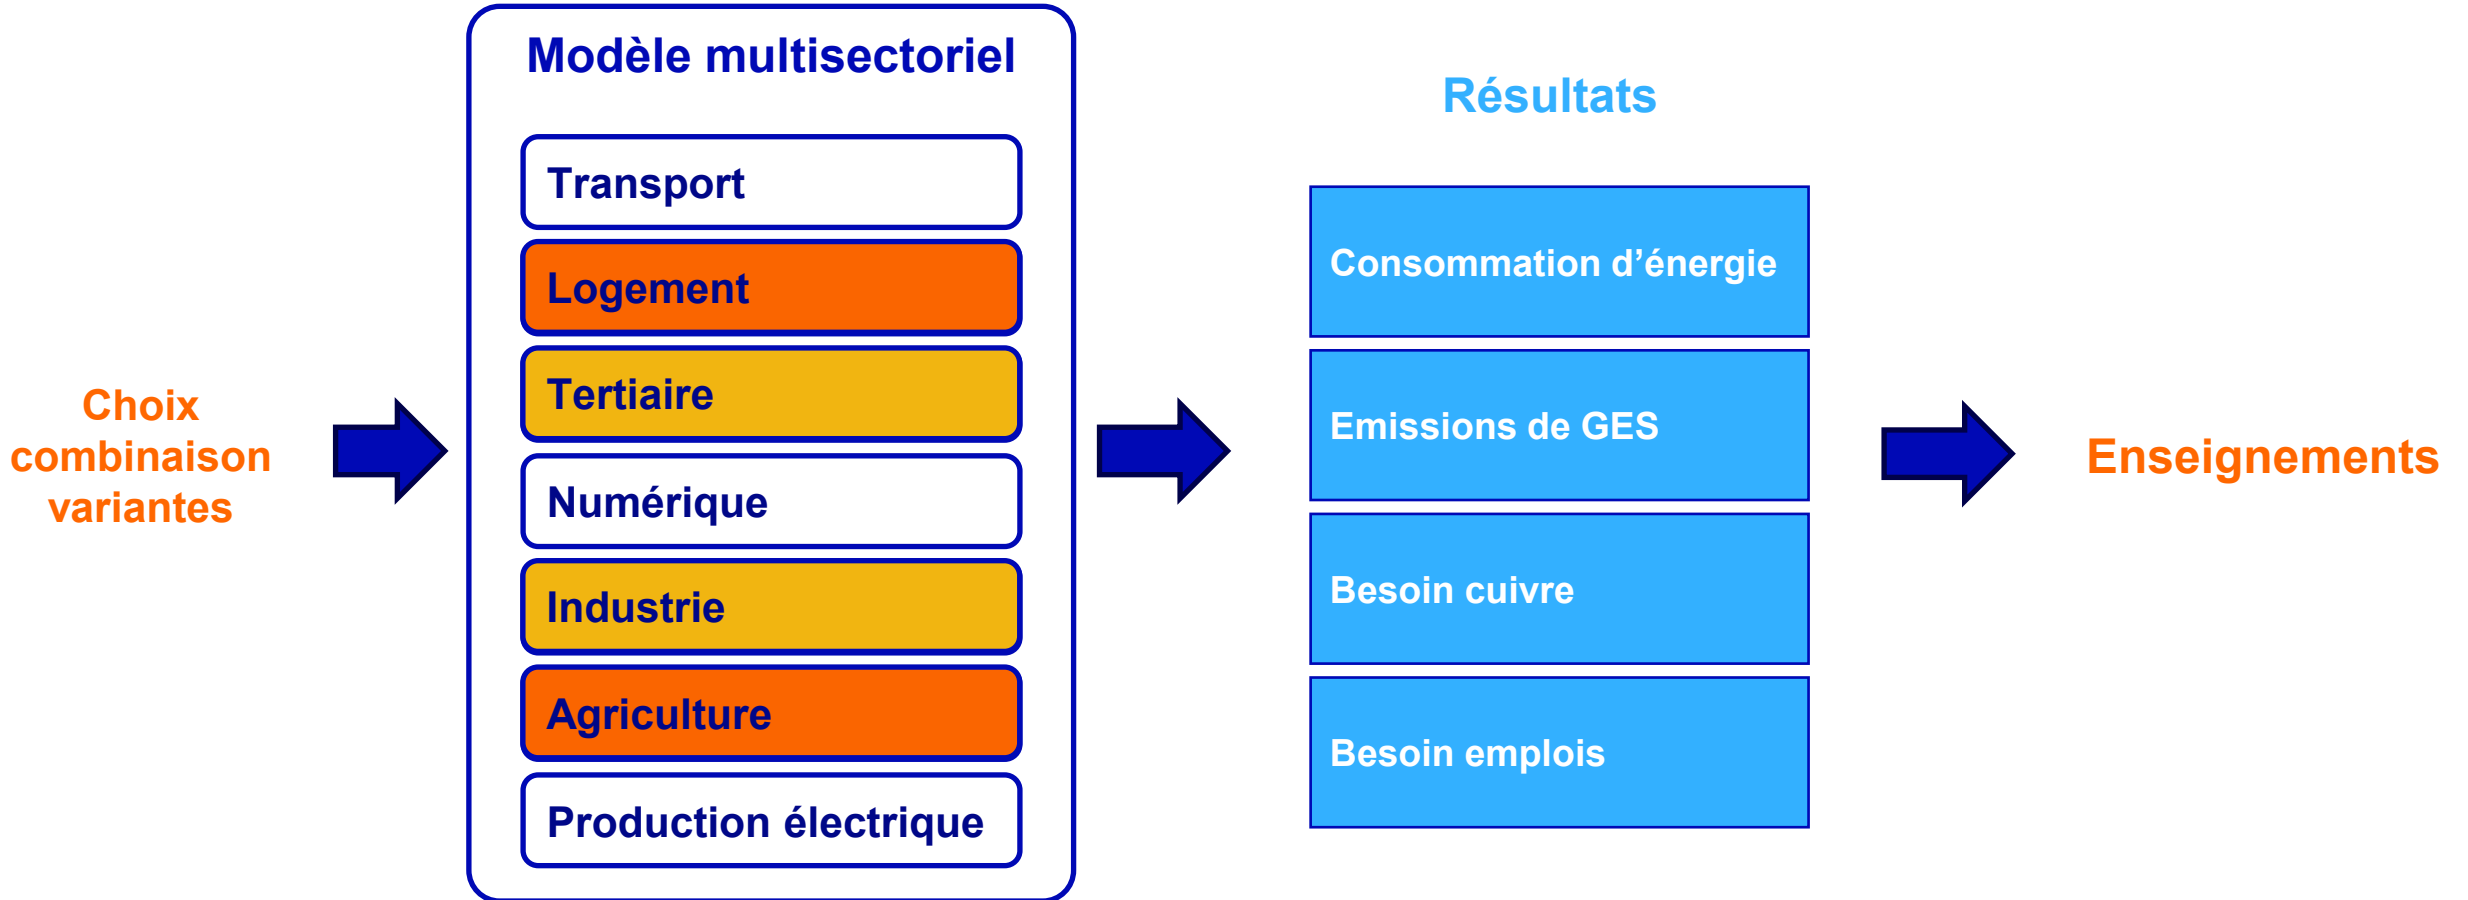 Choix
combinaison
variantes
Modèle multisectoriel
Transport
Logement
Tertiaire
Numérique
Industrie
Agriculture
Production électrique
Résultats
Consommation d’énergie
Emissions de GES
Besoin cuivre
Besoin emplois
Enseignements